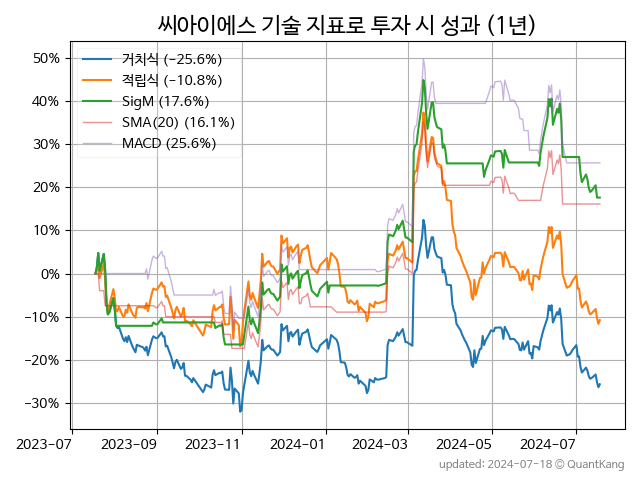 씨아이에스 기술 지표로 투자 시 성과 (1년)
50%
40%
30%
20%
10%
0%
−10%
−20%
−30%
거치식 (−25.6%)
적립식 (−10.8%)
SigM (17.6%)
SMA(20) (16.1%)
MACD (25.6%)
2023-07 2023-09 2023-11 2024-01 2024-03 2024-05 2024-07
updated: 2024-07-18 © QuantKang